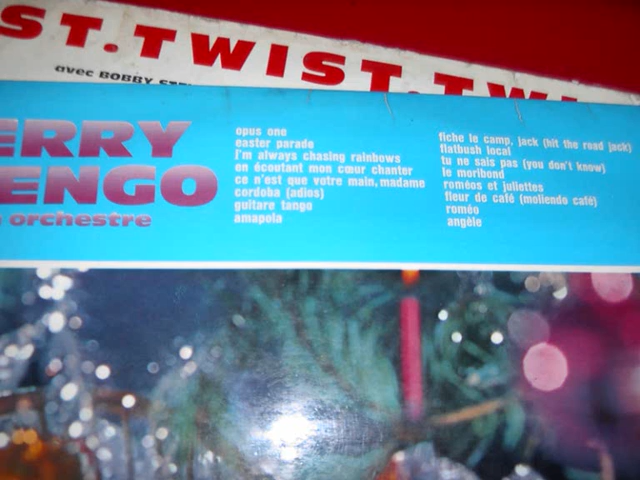 ST.TWIST.TW
avec BOBBY
ERRY
ENGO
orchestre
opus one
easter parade
i'm always chasing rainbows
en écoutant mon cœur chanter
ce n'est que votre main, madame
cordoba (adios)
guitare tango
amapola
fiche le camp, jack (hit the road jack)
flatbush local
tu ne sais pas (you don't know)
le moribond
roméos et juliettes
fleur de café (moliendo café)
roméo
angèle